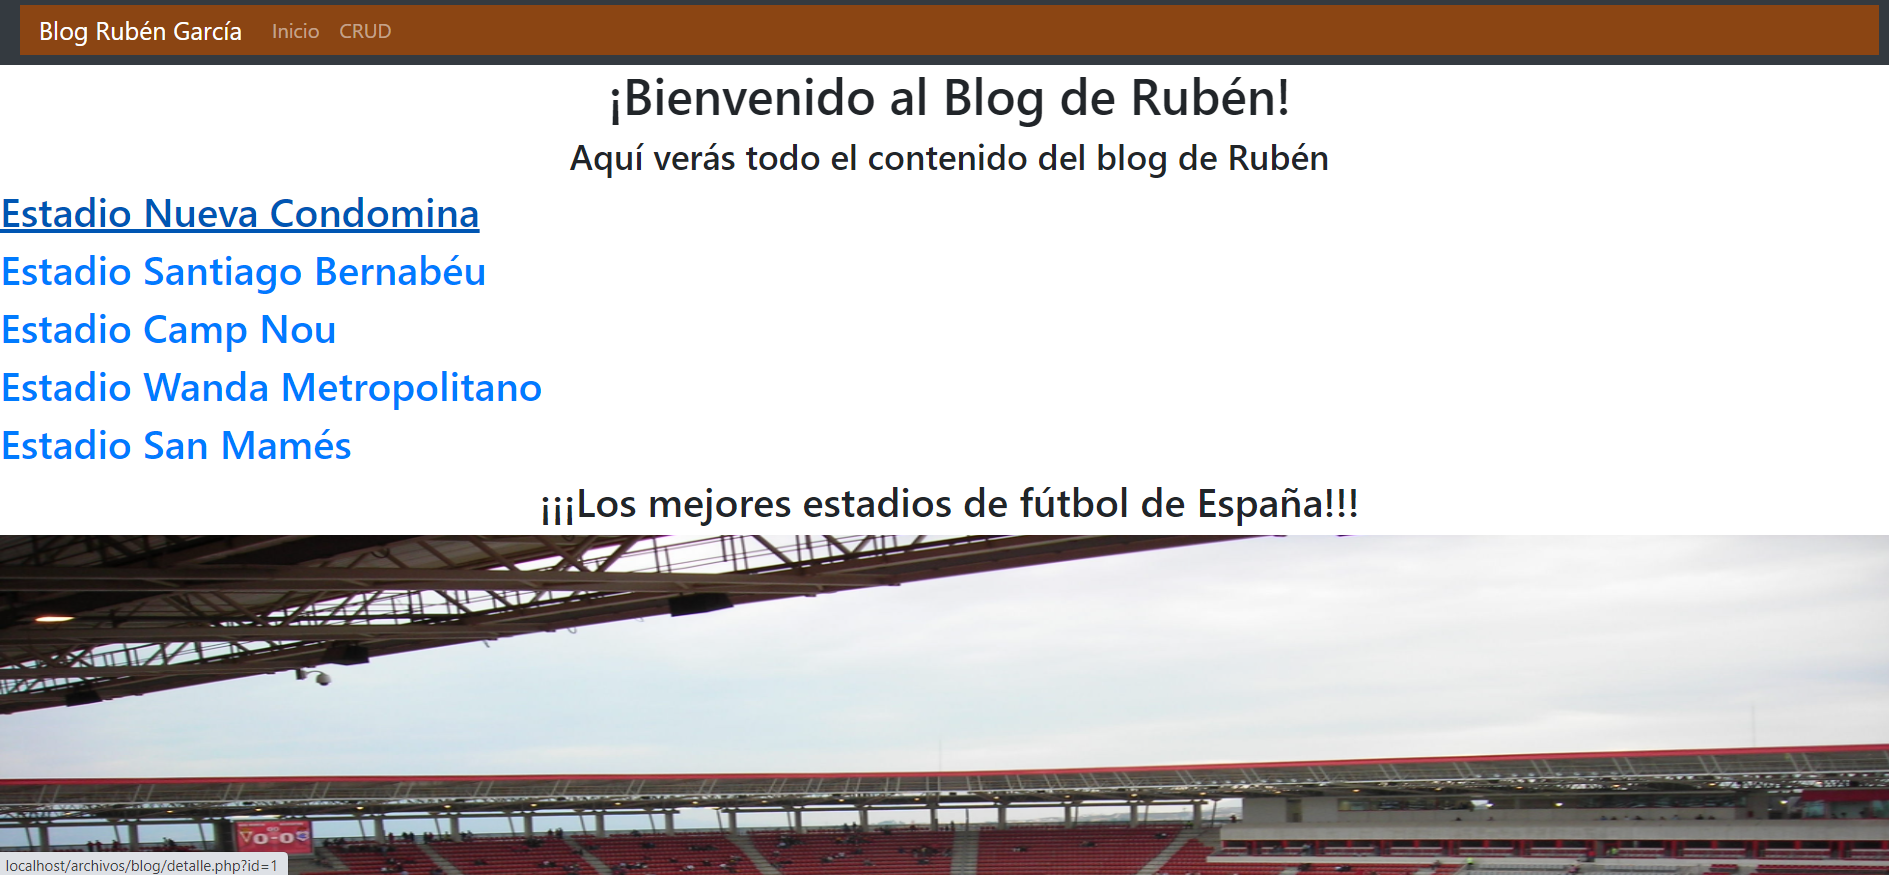 Blog Rubén García Inicio CRUD
¡Bienvenido al Blog de Rubén!
Aquí verás todo el contenido del blog de Rubén
Estadio Nueva Condomina
Estadio Santiago Bernabéu
Estadio Camp Nou
Estadio Wanda Metropolitano
Estadio San Mamés
¡¡¡Los mejores estadios de fútbol de España!!!
0-0
localhost/archivos/blog/detalle.php?id=1